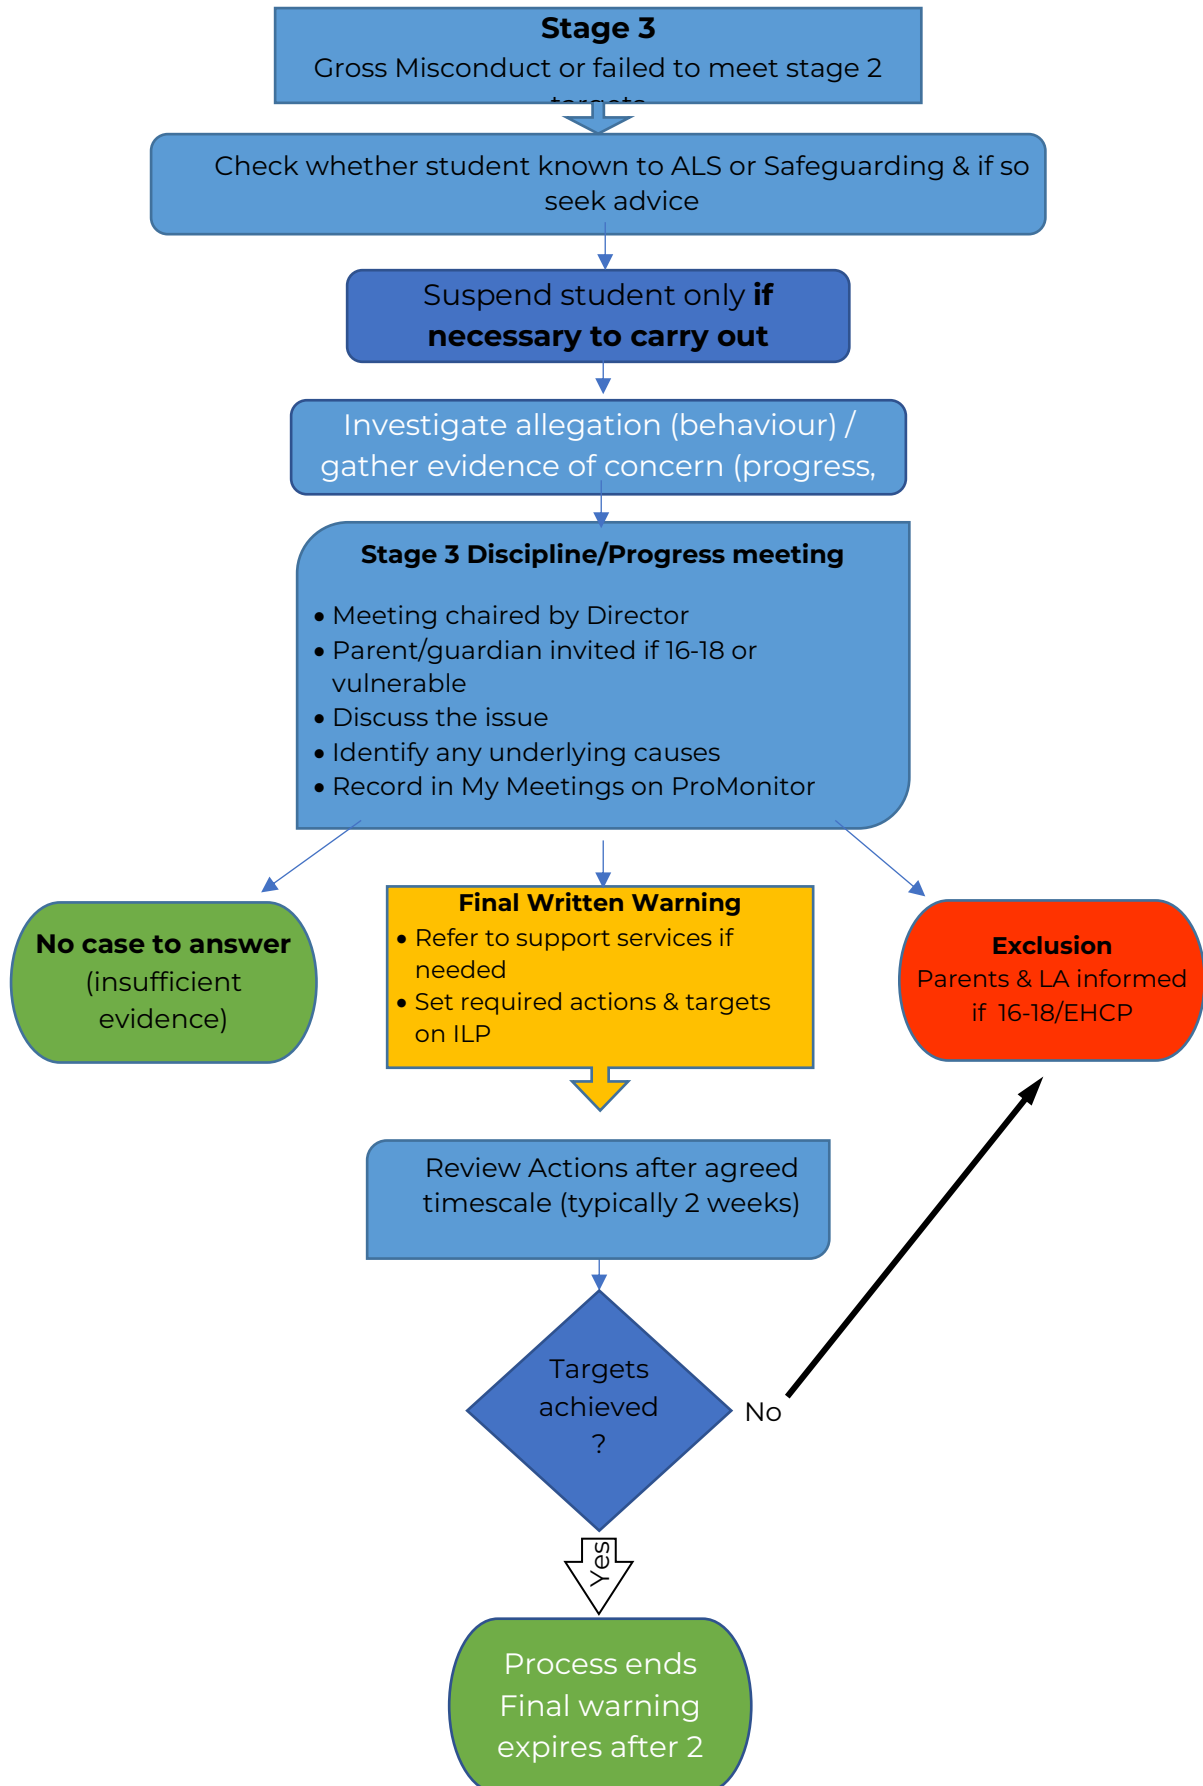 Stage 3
Gross Misconduct or failed to meet stage 2
targets
Check whether student known to ALS or Safeguarding & if so
seek advice
Suspend student only if
necessary to carry out
Investigate allegation (behaviour) /
gather evidence of concern (progress,
Stage 3 Discipline/Progress meeting
• Meeting chaired by Director
• Parent/guardian invited if 16-18 or
vulnerable
• Discuss the issue
• Identify any underlying causes
• Record in My Meetings on ProMonitor
No case to answer
(insufficient
evidence)
Final Written Warning
• Refer to support services if
needed
• Set required actions & targets
on ILP
Exclusion
Parents & LA informed
if 16-18/EHCP
Review Actions after agreed
timescale (typically 2 weeks)
Targets
achieved
?
No
Yes
Process ends
Final warning
expires after 2